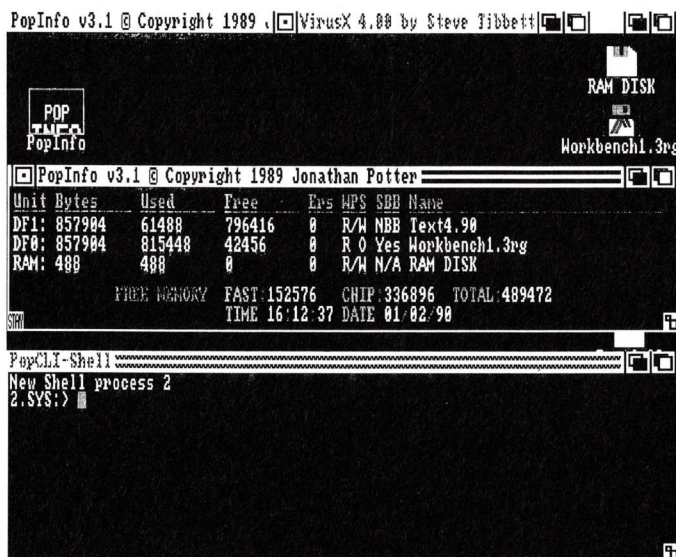 PopInfo v3.1 © Copyright 1989 VirusX 4.00 by Steve Tibbett
RAM DISK
POP
INFO
PopInfo
Workbench1.3rg
PopInfo v3.1 © Copyright 1989 Jonathan Potter
Unit Bytes Used Free Ers WPS SBB Name
DF1: 857904 61488 796416 0 R/W NBB Text4.90
DF0: 857904 815448 42456 0 R O Yes Workbench1.3rg
RAM: 488 488 0 0 R/W N/A RAM DISK
FREE MEMORY FAST:152576 CHIP:336896 TOTAL:489472
TIME 16:12:37 DATE 01/02/90
PopCLI-Shell
New Shell process 2
2.SYS:>